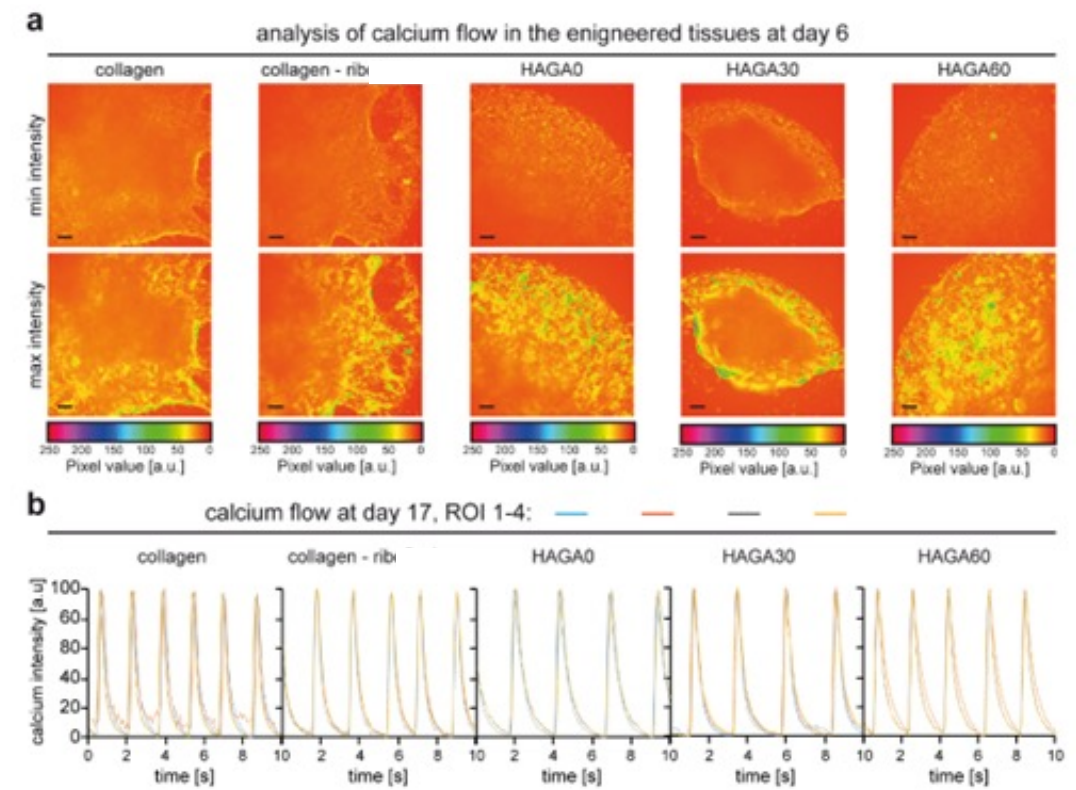 a
analysis of calcium flow in the enigneered tissues at day 6
collagen
collagen - rib
HAGA0
HAGA30
HAGA60
min intensity
max intensity
250 200 150 100 50 0
Pixel value [a.u.]
250 200 150 100 50 0
Pixel value [a.u.]
250 200 150 100 50 0
Pixel value [a.u.]
250 200 150 100 50 0
Pixel value [a.u.]
250 200 150 100 50 0
Pixel value [a.u.]
b
calcium flow at day 17, ROI 1-4:
collagen
collagen - rib
HAGA0
HAGA30
HAGA60
calcium intensity [a.u]
100
60
80
40
20
0
0 2 4 6 8 10 2 4 6 8 10 2 4 6 8 10 2 4 6 8 10 2 4 6 8 10
time [s]
time [s]
time [s]
time [s]
time [s]